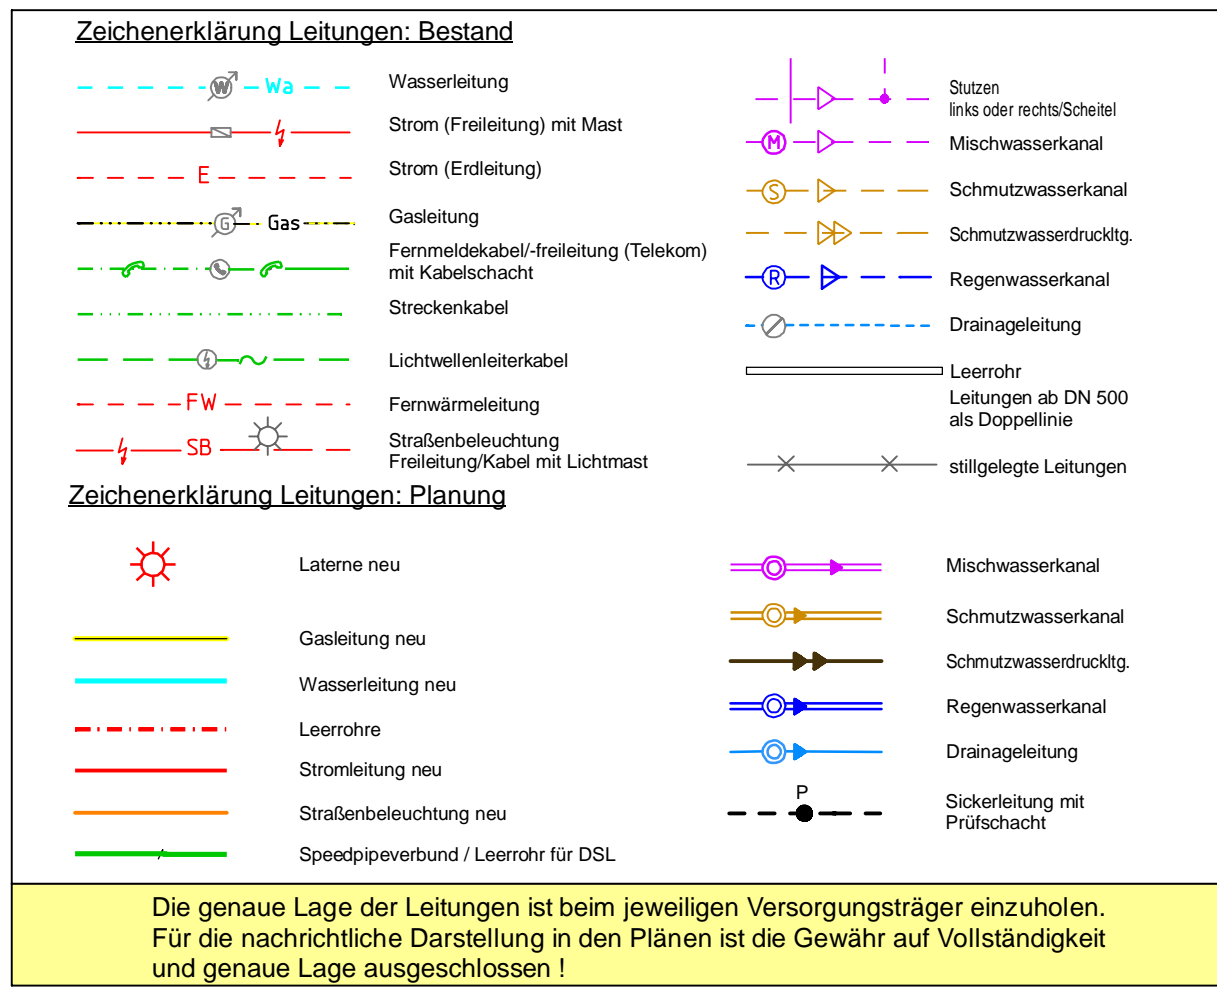 Zeichenerklärung Leitungen: Bestand
W Wa Wasserleitung
Strom (Freileitung) mit Mast
E Strom (Erdleitung)
G Gas Gasleitung
Fernmeldekabel/-freileitung (Telekom)
mit Kabelschacht
Streckenkabel
Lichtwellenleiterkabel
FW Fernwärmeleitung
SB Straßenbeleuchtung
Freileitung/Kabel mit Lichtmast
Stutzen
links oder rechts/Scheitel
M Mischwasserkanal
S Schmutzwasserkanal
Schmutzwasserdruckltg.
R Regenwasserkanal
Drainageleitung
Leerrohr
Leitungen ab DN 500
als Doppellinie
stillgelegte Leitungen
Zeichenerklärung Leitungen: Planung
Laterne neu
Gasleitung neu
Wasserleitung neu
Leerrohre
Stromleitung neu
Straßenbeleuchtung neu
Speedpipeverbund / Leerrohr für DSL
Mischwasserkanal
Schmutzwasserkanal
Schmutzwasserdruckltg.
Regenwasserkanal
Drainageleitung
P
Sickerleitung mit
Prüfschacht
Die genaue Lage der Leitungen ist beim jeweiligen Versorgungsträger einzuholen.
Für die nachrichtliche Darstellung in den Plänen ist die Gewähr auf Vollständigkeit
und genaue Lage ausgeschlossen !